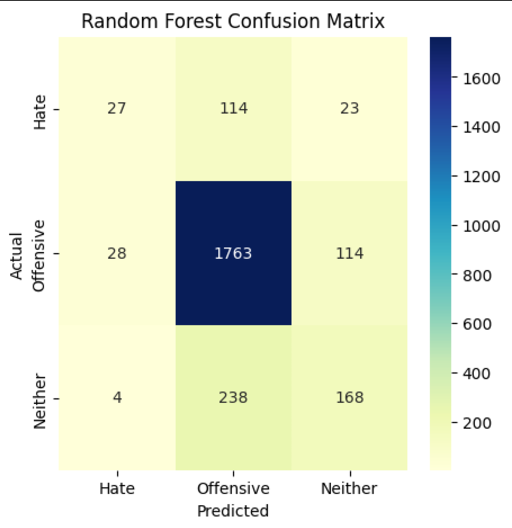 Random Forest Confusion Matrix
Hate 27 114 23
Actual
Offensive 28 1763 114
Neither 4 238 168
Hate Offensive Neither
Predicted
1600
1400
1200
1000
800
600
400
200